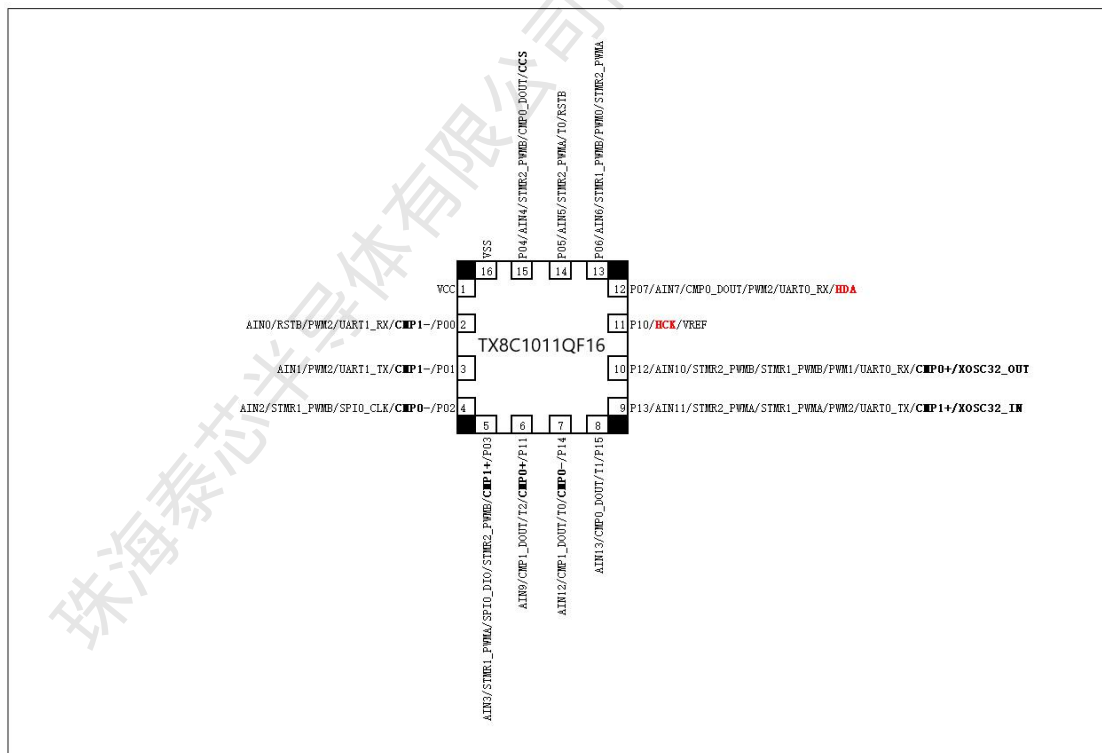 珠海泰芯半导体有限公司
P04/AIN4/STMR2_PWMB/CMP0_DOUT/CCS
P05/AIN5/STMR2_PWMA/T0/RSTB
P06/AIN6/STMR1_PWMB/PWM0/STMR2_PWMA
VSS
16 15 14 13
VCC 1
12 P07/AIN7/CMP0_DOUT/PWM2/UART0_RX/HDA
AIN0/RSTB/PWM2/UART1_RX/CMP1-/P00 2
11 P10/HCK/VREF
TX8C1011QF16
AIN1/PWM2/UART1_TX/CMP1-/P01 3
10 P12/AIN10/STMR2_PWMB/STMR1_PWMB/PWM1/UART0_RX/CMP0+/XOSC32_OUT
AIN2/STMR1_PWMB/SPI0_CLK/CMP0-/P02 4
9 P13/AIN11/STMR2_PWMA/STMR1_PWMA/PWM2/UART0_TX/CMP1+/XOSC32_IN
5 6 7 8
AIN3/STMR1_PWMA/SPI0_DIO/STMR2_PWMB/CMP1+/P03
AIN9/CMP1_DOUT/T2/CMP0+/P11
AIN12/CMP1_DOUT/T0/CMP0-/P14
AIN13/CMP0_DOUT/T1/P15